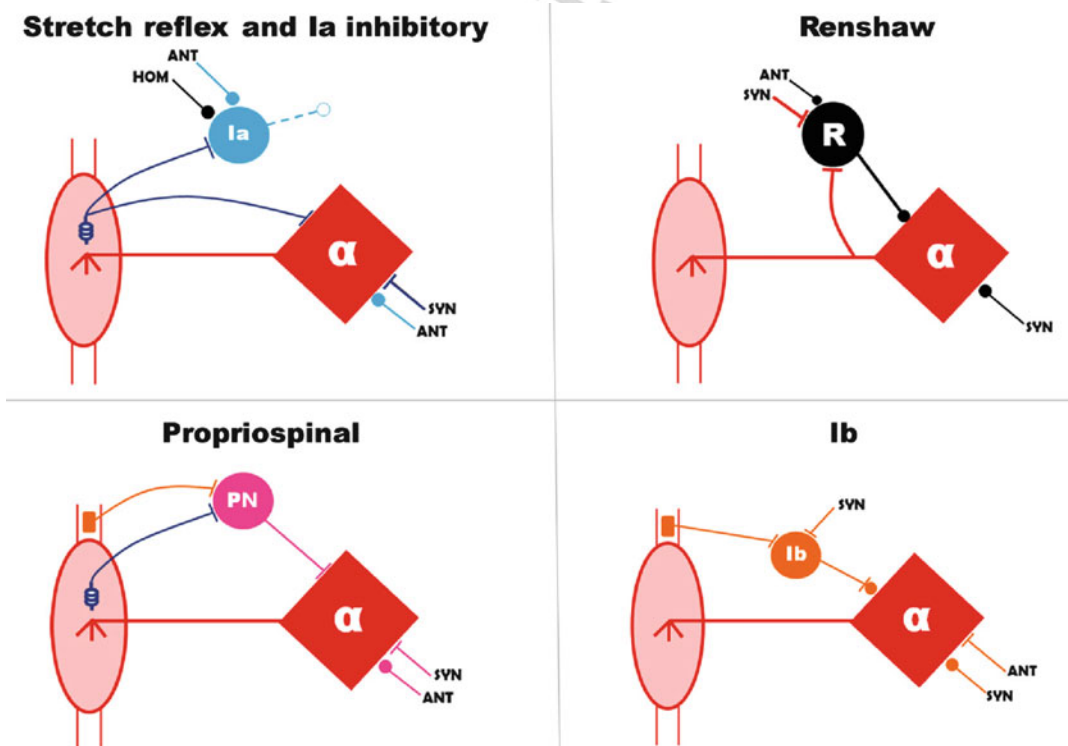 Stretch reflex and Ia inhibitory
ANT
HOM
Ia
α
SYN
ANT
Renshaw
ANT
SYN
R
α
SYN
Propriospinal
PN
α
SYN
ANT
Ib
SYN
Ib
α
ANT
SYN